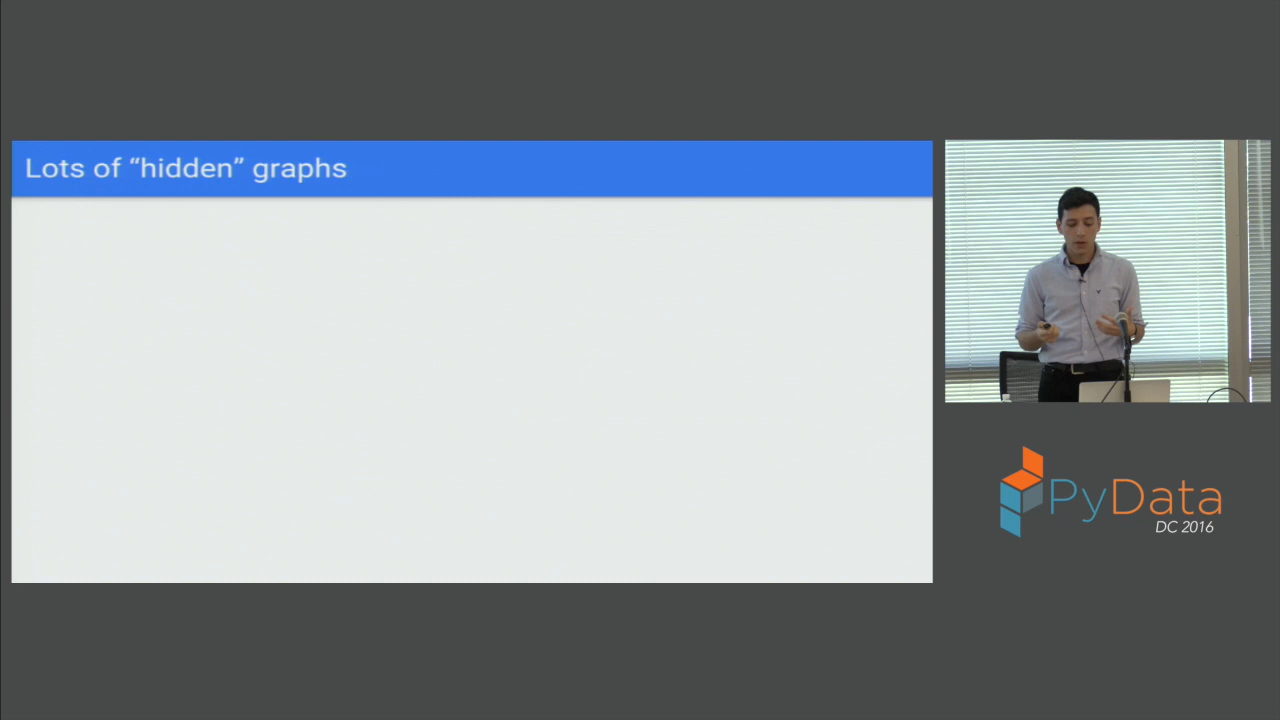 Lots of “hidden” graphs
PyData
DC 2016